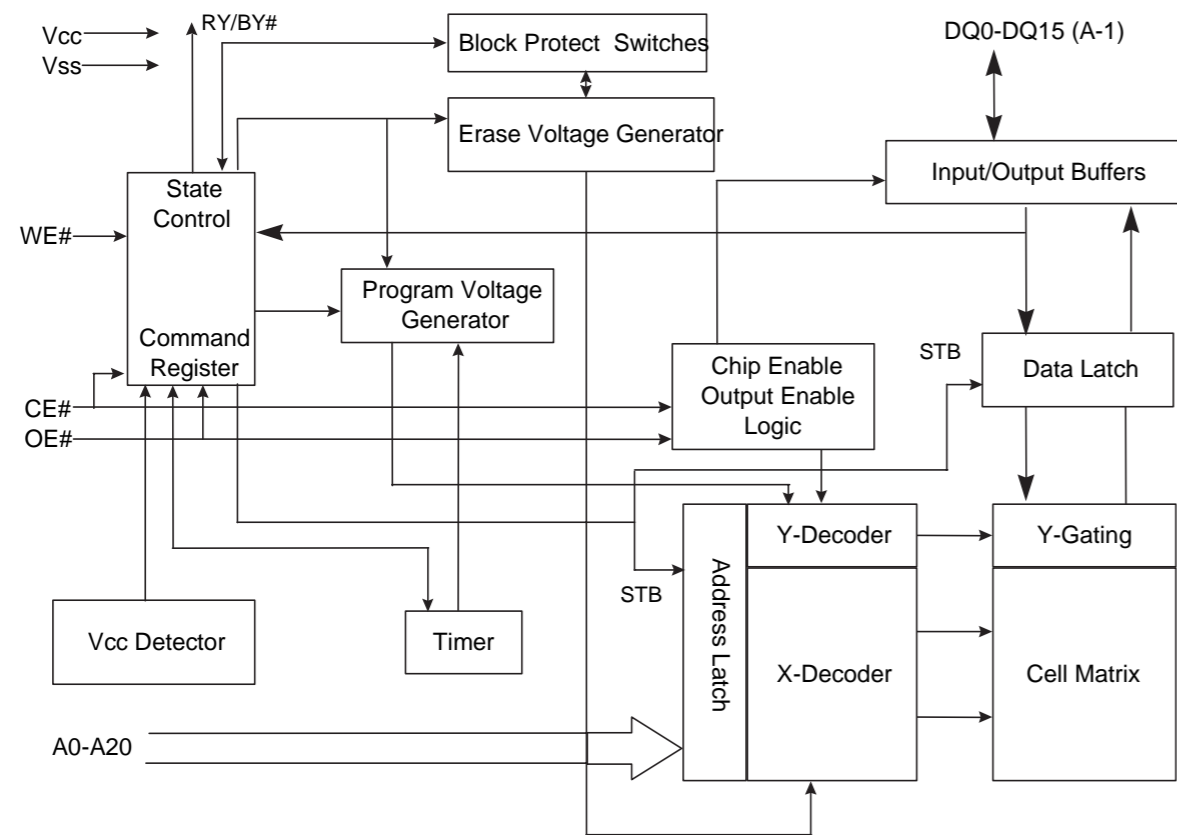 Vcc
Vss
RY/BY#
Block Protect Switches
DQ0-DQ15 (A-1)
Erase Voltage Generator
Input/Output Buffers
State
Control
WE#
Program Voltage
Generator
Command
Register
STB
Data Latch
Chip Enable
Output Enable
Logic
CE#
OE#
Y-Decoder
Y-Gating
Address Latch
STB
Vcc Detector
Timer
X-Decoder
Cell Matrix
A0-A20